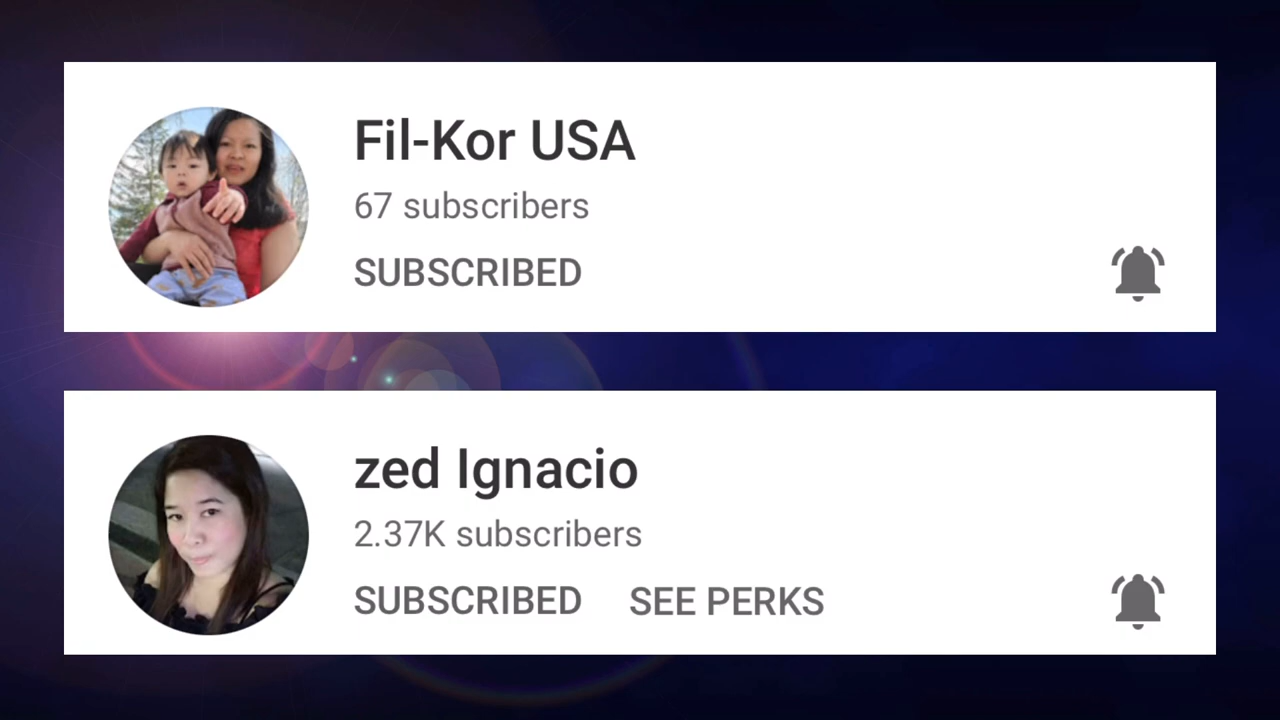 Fil-Kor USA
67 subscribers
SUBSCRIBED
zed Ignacio
2.37K subscribers
SUBSCRIBED SEE PERKS